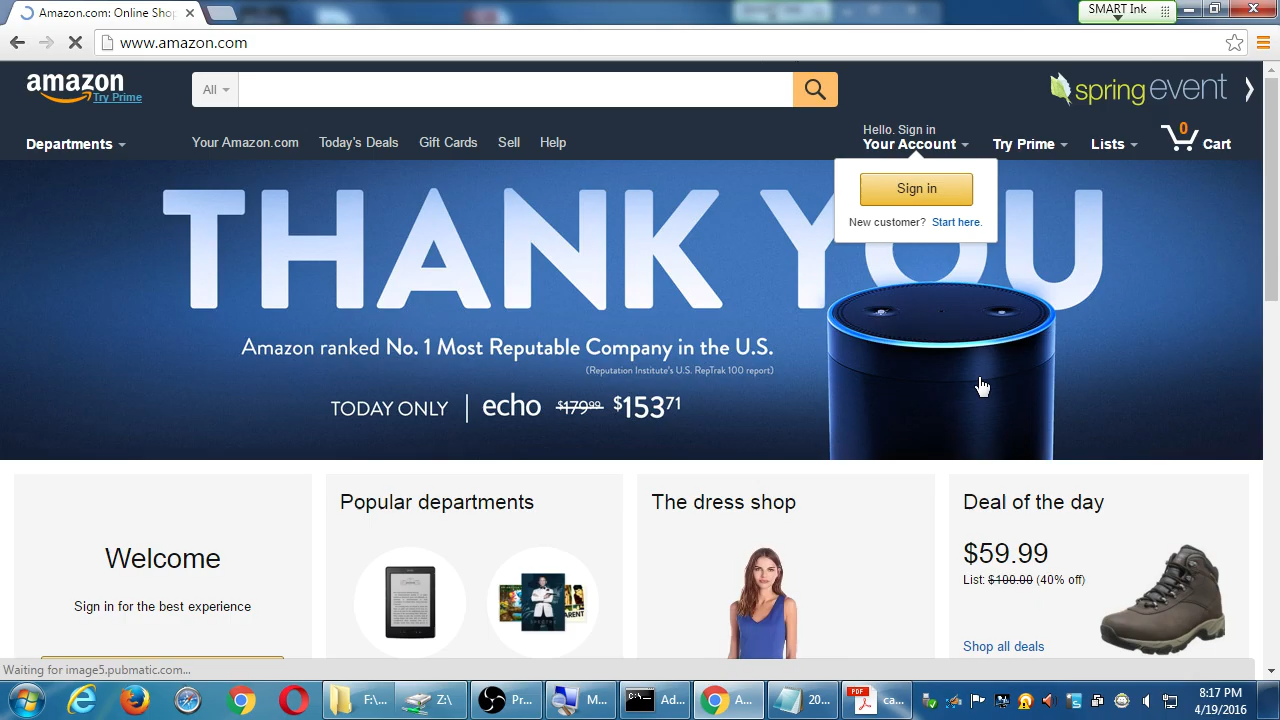 Amazon.com: Online Shop
SMART Ink
www.amazon.com
amazon
Try Prime
All
spring event
Departments
Your Amazon.com
Today's Deals
Gift Cards
Sell
Help
Hello. Sign in
Your Account
Try Prime
Lists
0
Cart
Sign in
New customer? Start here.
THANK YOU
Amazon ranked No. 1 Most Reputable Company in the U.S.
(Reputation Institute's U.S. RepTrak 100 report)
TODAY ONLY | echo $179.99 $153.71
Welcome
Sign in for the best experience
Popular departments
The dress shop
Deal of the day
$59.99
List: $100.00 (40% off)
Shop all deals
Waiting for image5.pubmatic.com...
F:\...
Z:\
Pr...
M...
Ad...
A...
20...
PDF
ca...
8:17 PM
4/19/2016